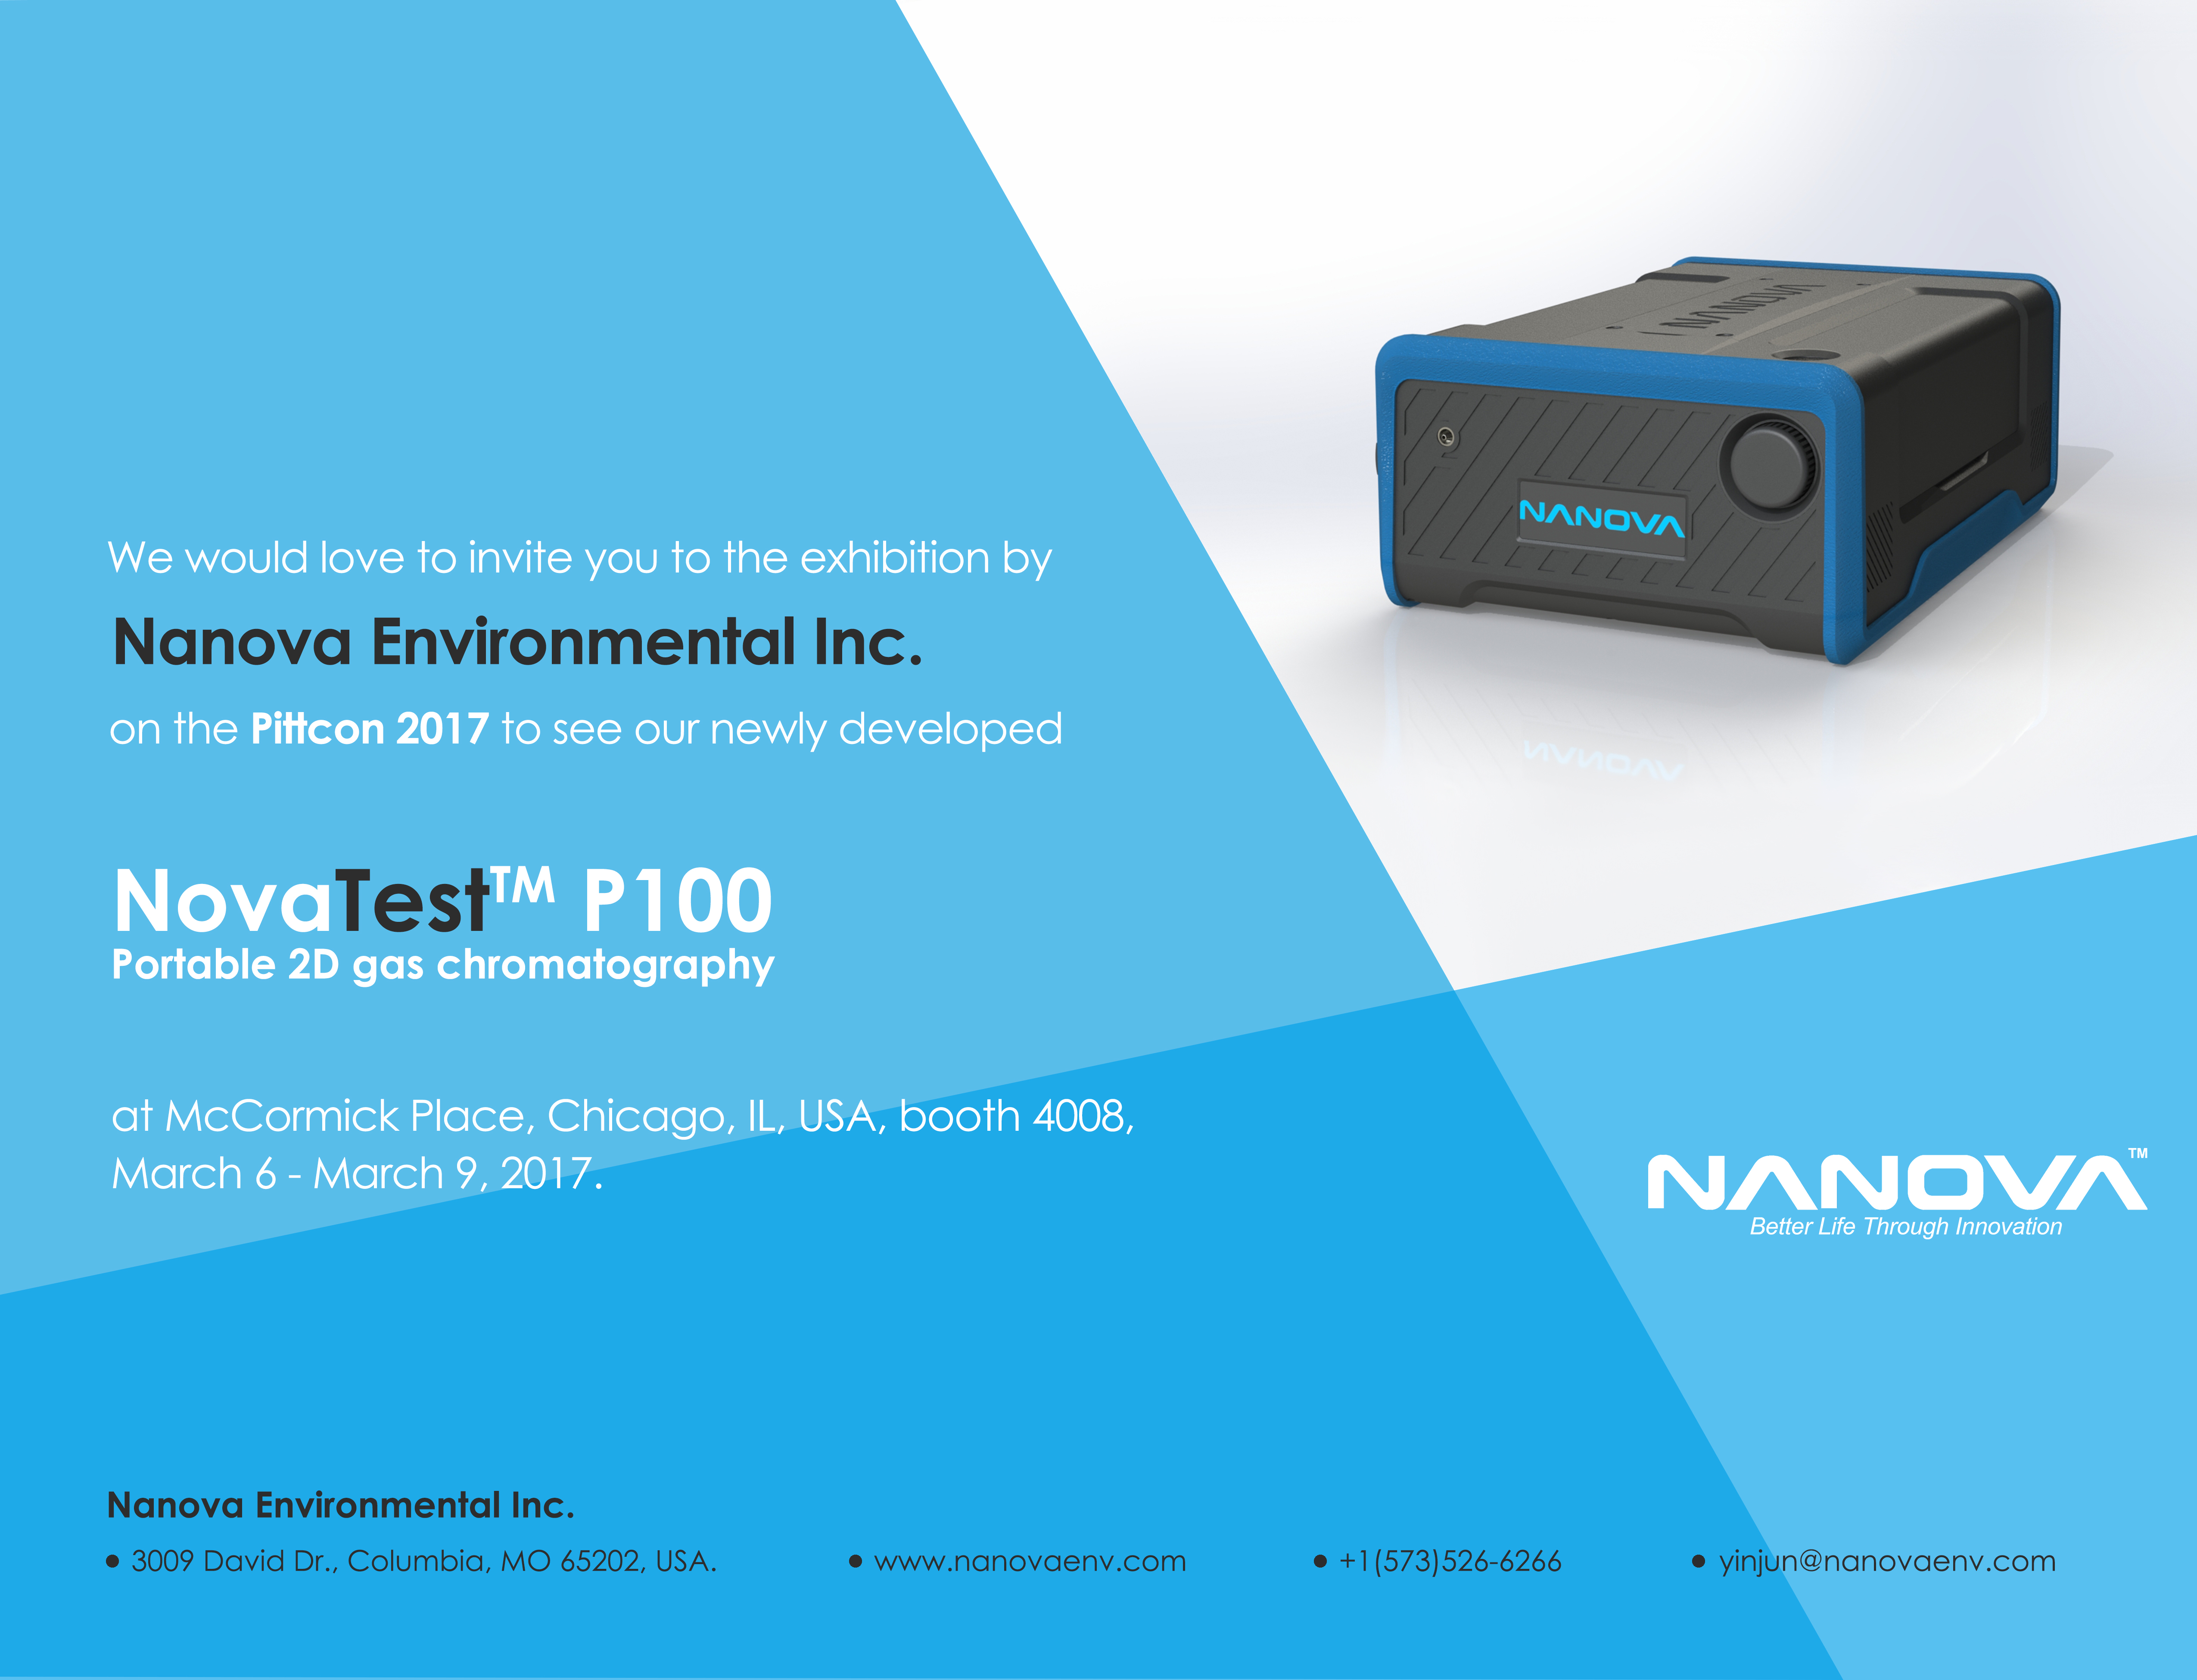 We would love to invite you to the exhibition by
Nanova Environmental Inc.
on the Pittcon 2017 to see our newly developed
NovaTest™ P100
Portable 2D gas chromatography
at McCormick Place, Chicago, IL, USA, booth 4008,
March 6 - March 9, 2017.
NANOVA
NANOVA
NANOVA™
Better Life Through Innovation
Nanova Environmental Inc.
• 3009 David Dr., Columbia, MO 65202, USA.
• www.nanovaenv.com
• +1(573)526-6266
• yinjun@nanovaenv.com